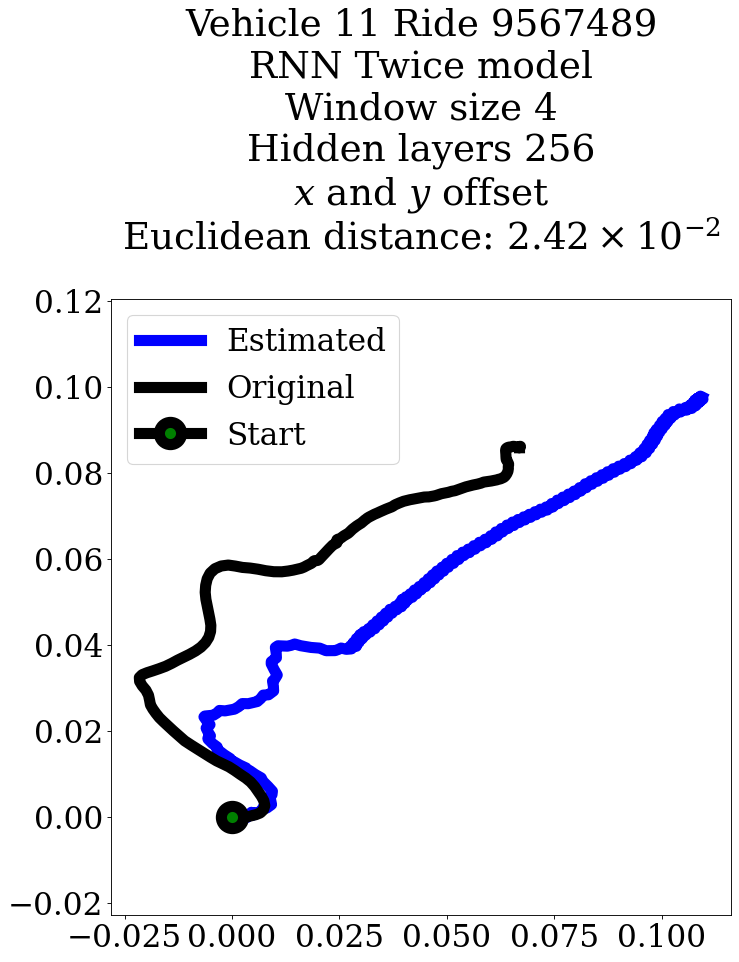 Vehicle 11 Ride 9567489
RNN Twice model
Window size 4
Hidden layers 256
x and y offset
Euclidean distance: 2.42 × 10⁻²
0.12
Estimated
0.10
Original
Start
0.08
0.06
0.04
0.02
0.00
−0.02
−0.025 0.000 0.025 0.050 0.075 0.100